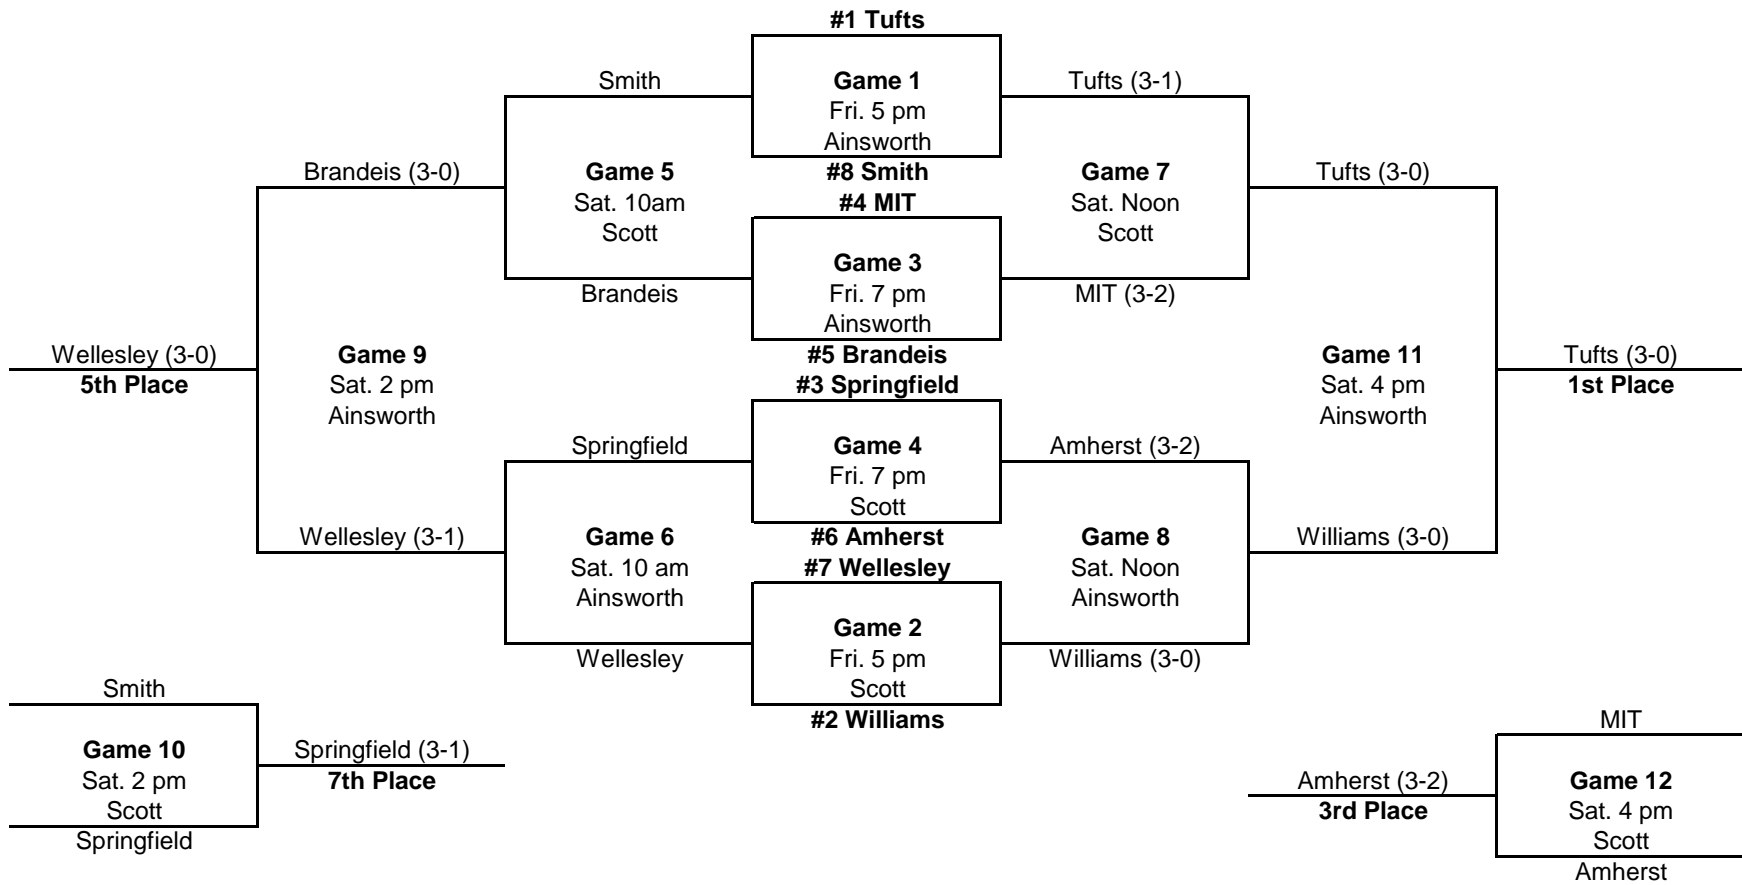 #1 Tufts
Smith
Game 1
Tufts (3-1)
Fri. 5 pm
Ainsworth
Brandeis (3-0)
Game 5
#8 Smith
Game 7
Tufts (3-0)
Sat. 10am
#4 MIT
Sat. Noon
Scott
Scott
Game 3
Brandeis
Fri. 7 pm
MIT (3-2)
Ainsworth
Wellesley (3-0)
Game 9
#5 Brandeis
Game 11
Tufts (3-0)
5th Place
Sat. 2 pm
#3 Springfield
Sat. 4 pm
1st Place
Ainsworth
Ainsworth
Springfield
Game 4
Amherst (3-2)
Fri. 7 pm
Scott
Wellesley (3-1)
Game 6
#6 Amherst
Game 8
Williams (3-0)
Sat. 10 am
#7 Wellesley
Sat. Noon
Ainsworth
Ainsworth
Game 2
Wellesley
Fri. 5 pm
Williams (3-0)
Smith
Scott
#2 Williams
MIT
Game 10
Springfield (3-1)
Sat. 2 pm
7th Place
Amherst (3-2)
Game 12
Scott
3rd Place
Sat. 4 pm
Springfield
Scott
Amherst